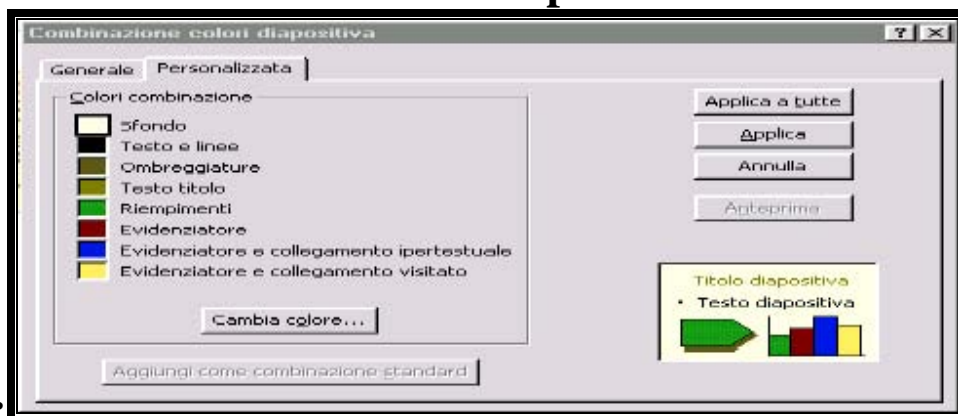 Combinazione colori diapositiva
Generale Personalizzata
Colori combinazione
Sfondo
Testo e linee
Ombreggiature
Testo titolo
Riempimenti
Evidenziatore
Evidenziatore e collegamento ipertestuale
Evidenziatore e collegamento visitato
Cambia colore...
Aggiungi come combinazione standard
Applica a tutte
Applica
Annulla
Anteprima
Titolo diapositiva
• Testo diapositiva